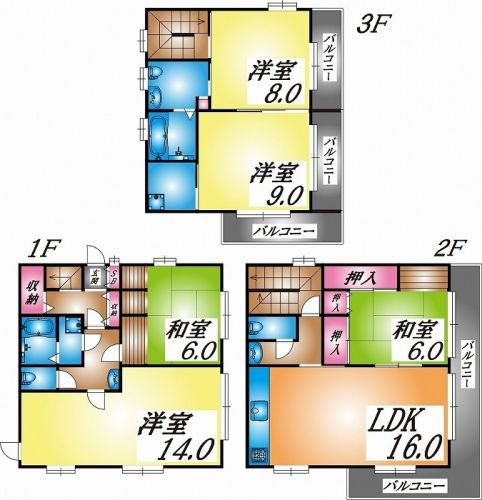 3F
バルコニー
洋室
8.0
バルコニー
洋室
9.0
バルコニー
1F
収納
玄関
SB
収納
和室
6.0
洋室
14.0
2F
押入
押入
押入
和室
6.0
バルコニー
LDK
16.0
バルコニー